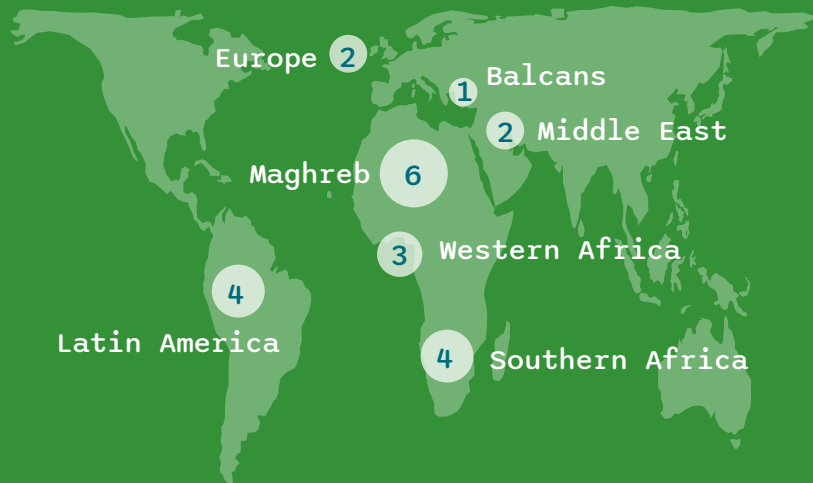 Europe 2
1 Balcans
2 Middle East
Maghreb 6
3 Western Africa
4
Latin America
4 Southern Africa